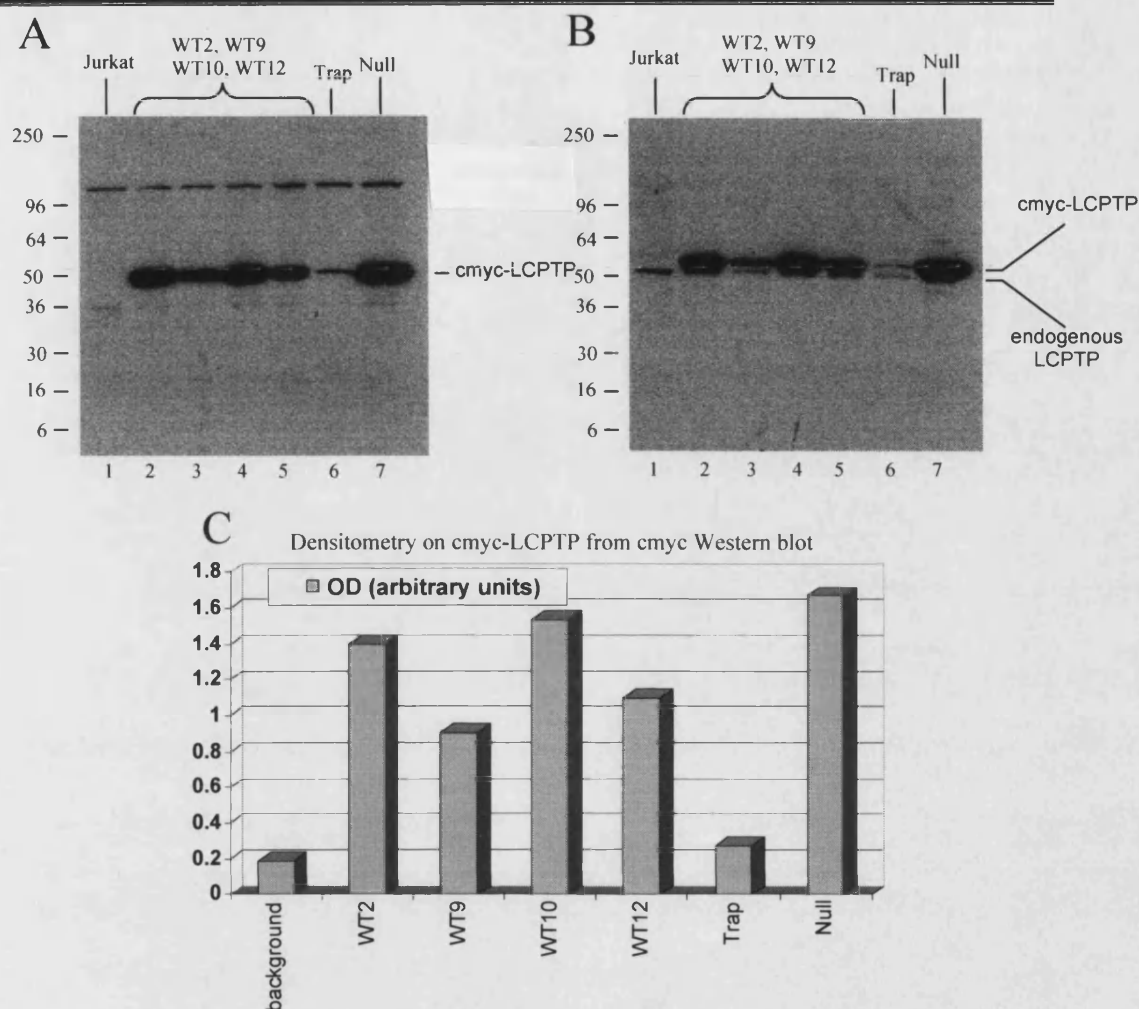 A
Jurkat
WT2, WT9
WT10, WT12
Trap
Null
250
96
64
50
36
30
16
6
cmyc-LCPTP
1 2 3 4 5 6 7
B
Jurkat
WT2, WT9
WT10, WT12
Trap
Null
250
96
64
50
36
30
16
6
cmyc-LCPTP
endogenous
LCPTP
1 2 3 4 5 6 7
C
Densitometry on cmyc-LCPTP from cmyc Western blot
OD (arbitrary units)
1.8
1.6
1.4
1.2
1
0.8
0.6
0.4
0.2
0
background
WT2
WT9
WT10
WT12
Trap
Null